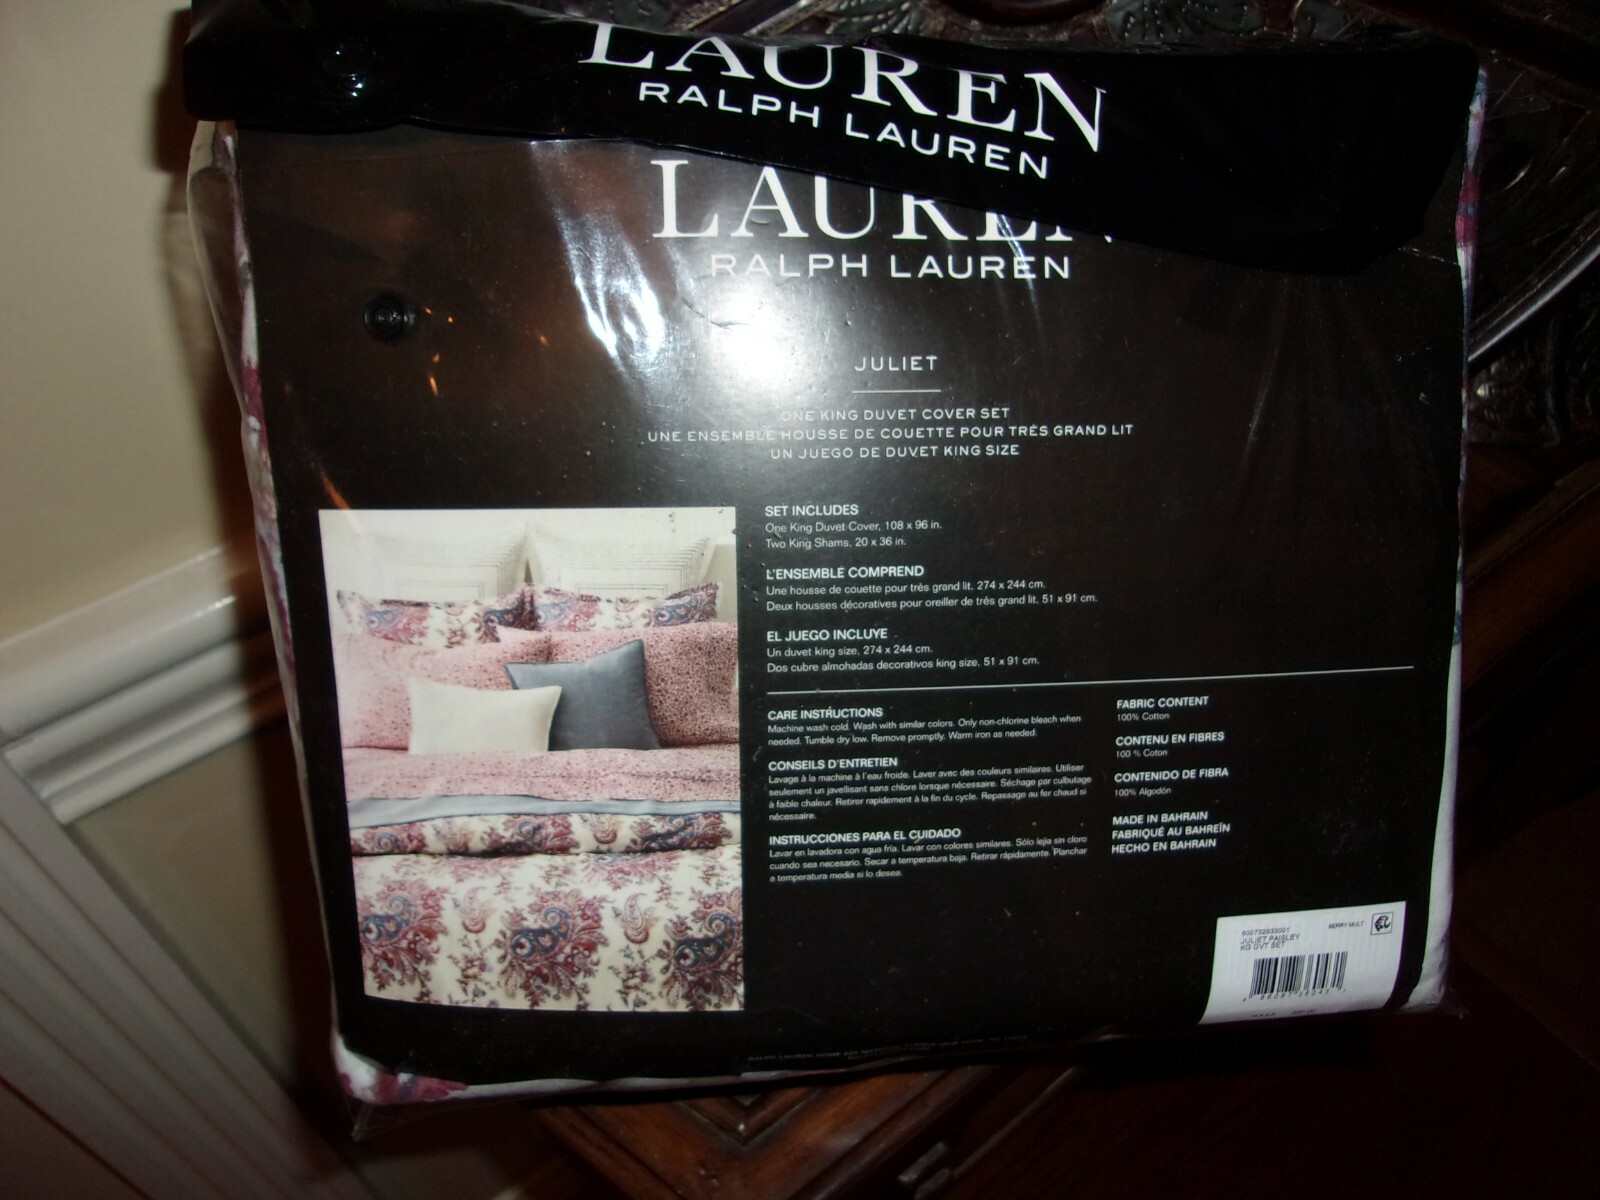 LAUREN
RALPH LAUREN
LAUREN
RALPH LAUREN
JULIET
ONE KING DUVET COVER SET
UNE ENSEMBLE HOUSSE DE COUETTE POUR TRÈS GRAND LIT
UN JUEGO DE DUVET KING SIZE
SET INCLUDES
One King Duvet Cover, 108 x 96 in.
Two King Shams, 20 x 36 in.
L'ENSEMBLE COMPREND
Une housse de couette pour très grand lit, 274 x 244 cm.
Deux housses décoratives pour oreiller de très grand lit, 51 x 91 cm.
EL JUEGO INCLUYE
Un duvet king size, 274 x 244 cm.
Dos cubre almohadas decorativos king size, 51 x 91 cm.
CARE INSTRUCTIONS
Machine wash cold. Wash with similar colors. Only non-chlorine bleach when
needed. Tumble dry low. Remove promptly. Warm iron as needed.
CONSEILS D'ENTRETIEN
Lavage à la machine à l'eau froide. Laver avec des couleurs similaires. Utiliser
seulement un javellisant sans chlore lorsque nécessaire. Séchage par culbutage
à faible chaleur. Retirer rapidement à la fin du cycle. Repassage au fer chaud si
nécessaire.
INSTRUCCIONES PARA EL CUIDADO
Lavar en lavadora con agua fría. Lavar con colores similares. Sólo lejía sin cloro
cuando sea necesario. Secar a temperatura baja. Retirar rápidamente. Planchar
a temperatura media si lo desea.
FABRIC CONTENT
100% Cotton
CONTENU EN FIBRES
100 % Coton
CONTENIDO DE FIBRA
100% Algodón
MADE IN BAHRAIN
FABRIQUÉ AU BAHREÏN
HECHO EN BAHRAIN
BERRY MULT
JULIET PAISLEY
KG DVT SET
RALPH LAUREN HOME